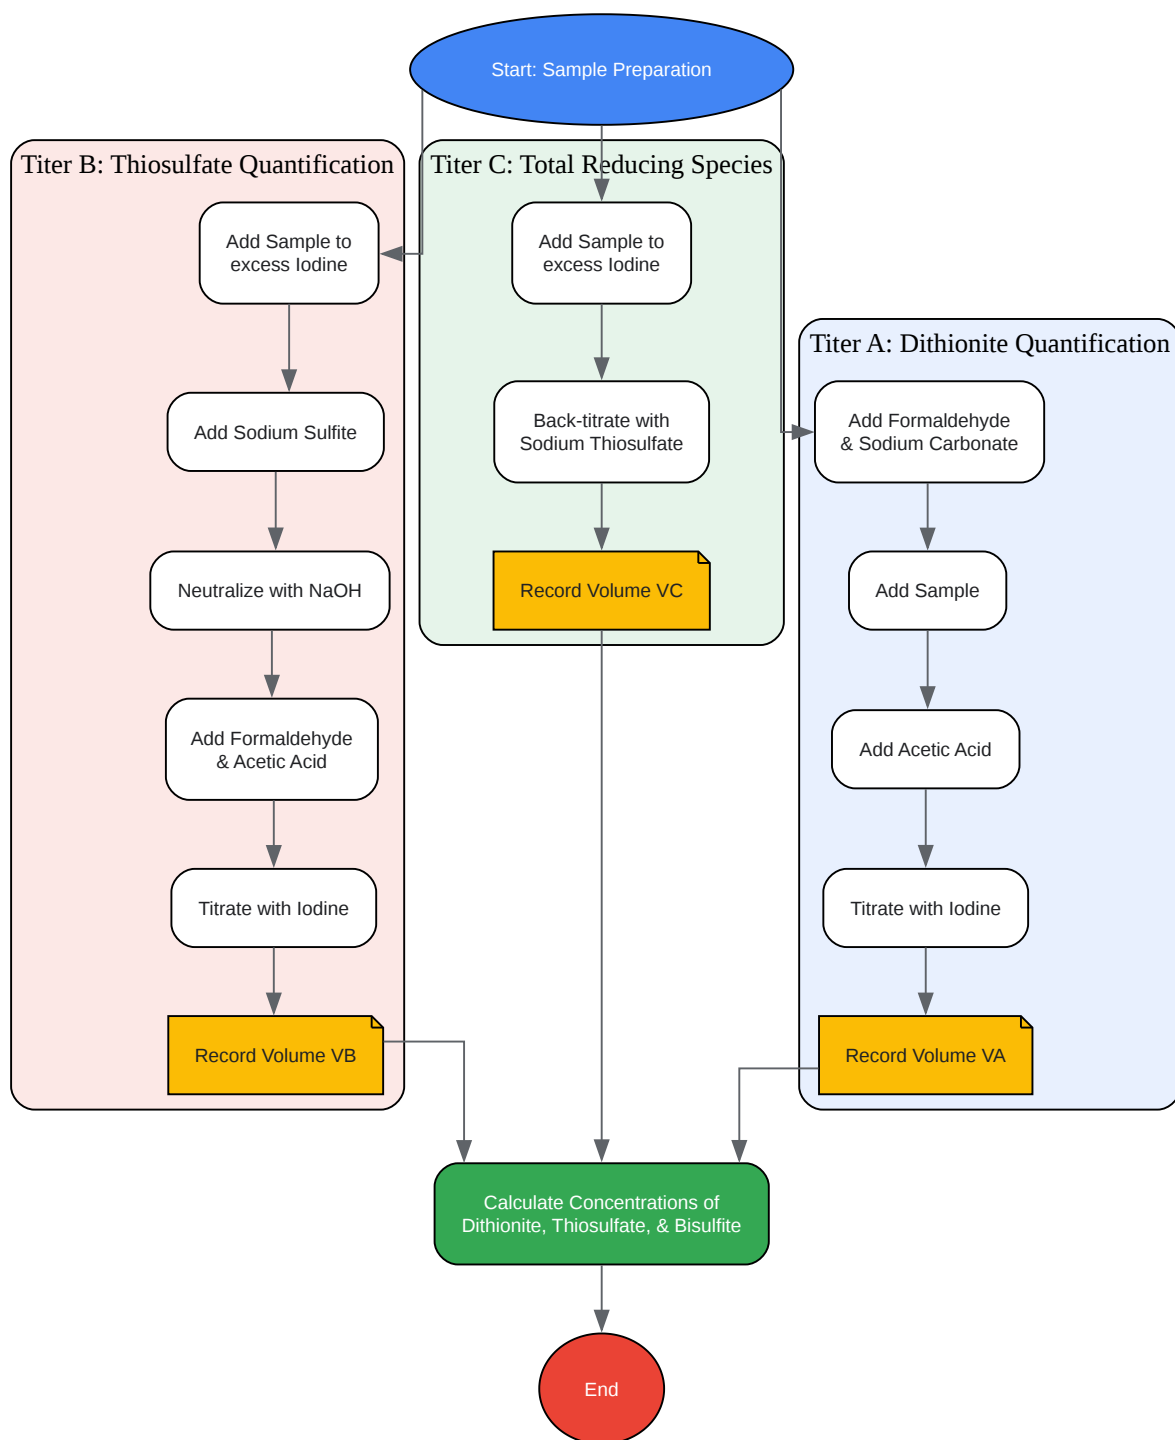 Start: Sample Preparation
Titer B: Thiosulfate Quantification
Add Sample to
excess Iodine
Add Sodium Sulfite
Neutralize with NaOH
Add Formaldehyde
& Acetic Acid
Titrate with Iodine
Record Volume VB
Titer C: Total Reducing Species
Add Sample to
excess Iodine
Back-titrate with
Sodium Thiosulfate
Record Volume VC
Titer A: Dithionite Quantification
Add Formaldehyde
& Sodium Carbonate
Add Sample
Add Acetic Acid
Titrate with Iodine
Record Volume VA
Calculate Concentrations of
Dithionite, Thiosulfate, & Bisulfite
End